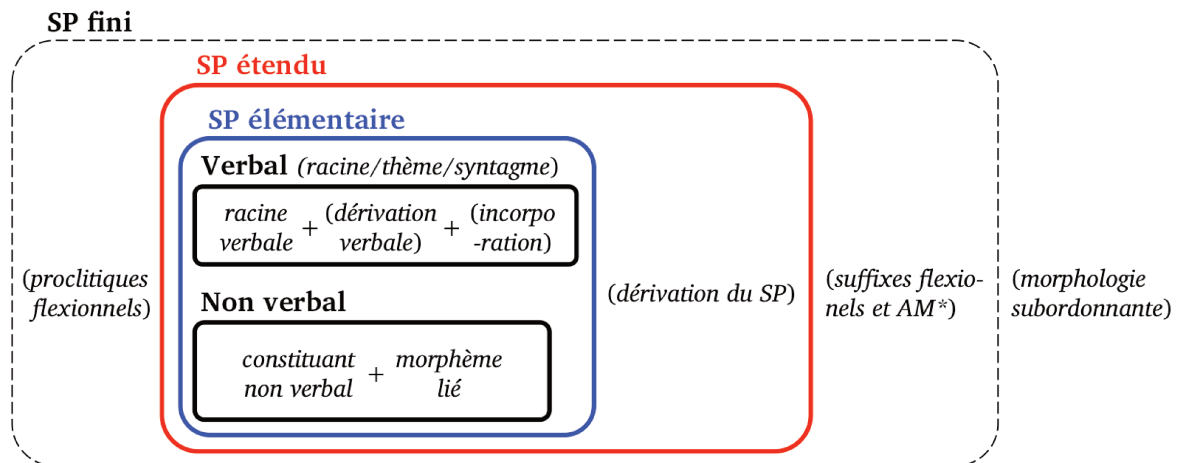 SP fini
SP étendu
SP élémentaire
Verbal (racine/thème/syntagme)
racine verbale + (dérivation verbale) + (incorpo-ration)
Non verbal
constituant non verbal + morphème lié
(proclitiques flexionnels)
(dérivation du SP)
(suffixes flexio-nels et AM*)
(morphologie subordonnante)